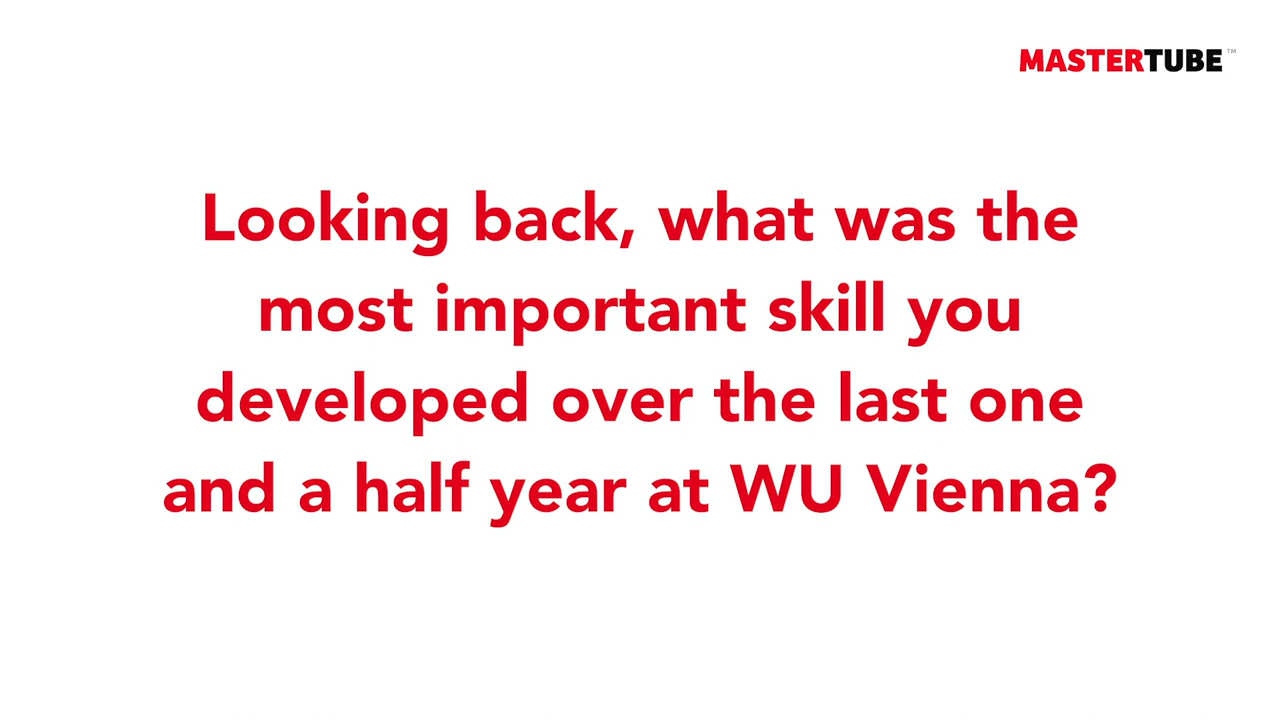 MASTERTUBE™
Looking back, what was the
most important skill you
developed over the last one
and a half year at WU Vienna?